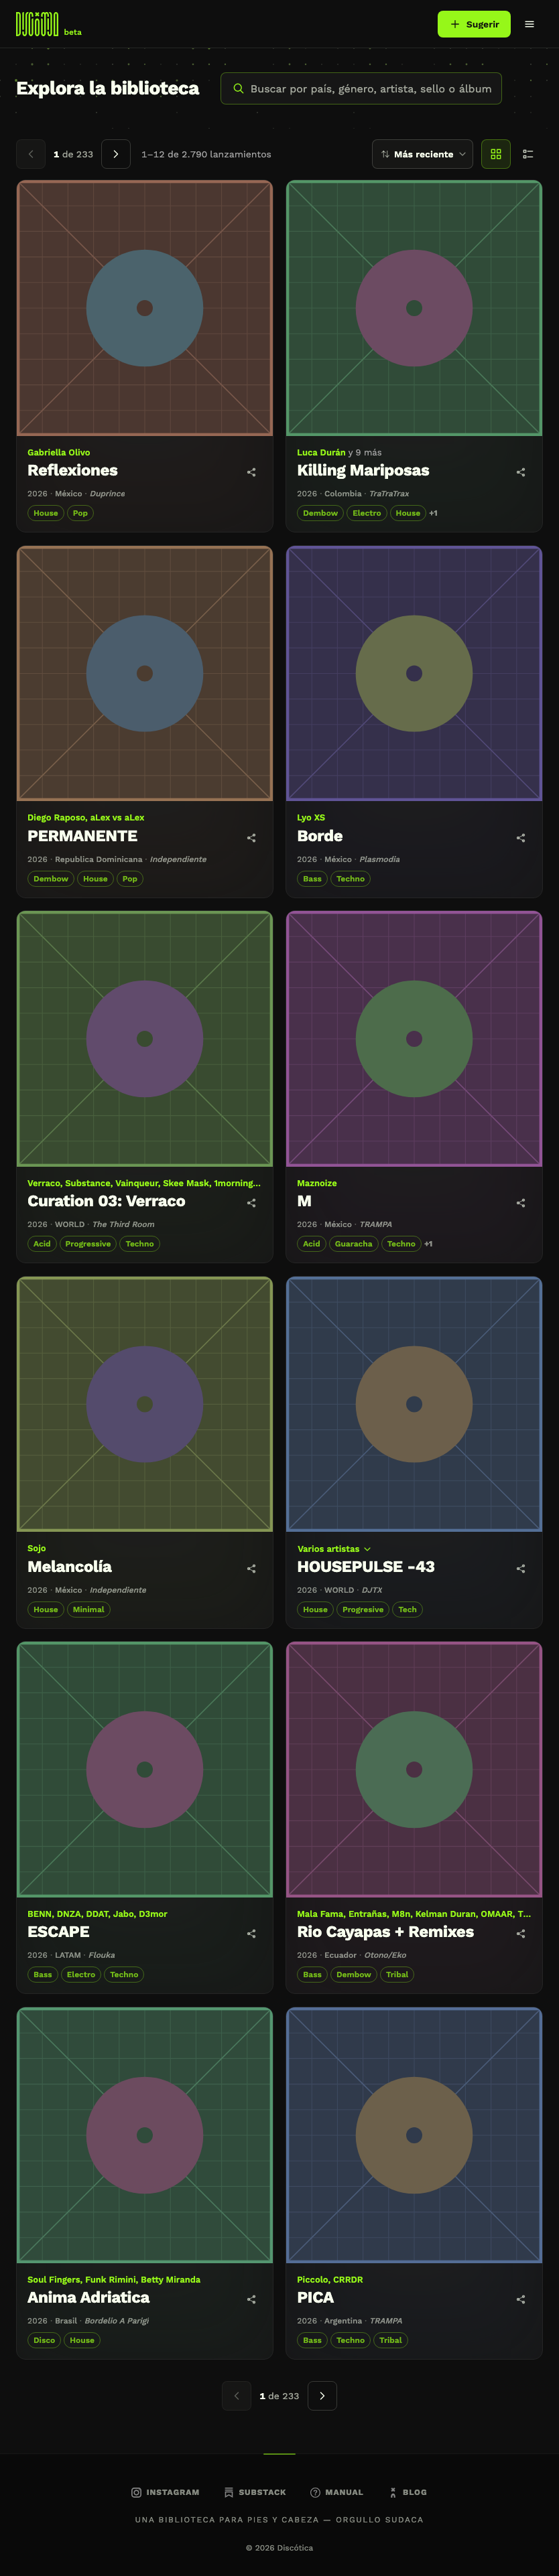 DISCÓTICA beta
Sugerir
Explora la biblioteca
Buscar por país, género, artista, sello o álbum
1 de 233
1–12 de 2.790 lanzamientos
Más reciente
Gabriella Olivo
Reflexiones
2026 · México · Duprince
House Pop
Luca Durán y 9 más
Killing Mariposas
2026 · Colombia · TraTraTrax
Dembow Electro House +1
Diego Raposo, aLex vs aLex
PERMANENTE
2026 · Republica Dominicana · Independiente
Dembow House Pop
Lyo XS
Borde
2026 · México · Plasmodia
Bass Techno
Verraco, Substance, Vainqueur, Skee Mask, 1morning...
Curation 03: Verraco
2026 · WORLD · The Third Room
Acid Progressive Techno
Maznoize
M
2026 · México · TRAMPA
Acid Guaracha Techno +1
Sojo
Melancolía
2026 · México · Independiente
House Minimal
Varios artistas
HOUSEPULSE -43
2026 · WORLD · DJTX
House Progresive Tech
BENN, DNZA, DDAT, Jabo, D3mor
ESCAPE
2026 · LATAM · Flouka
Bass Electro Techno
Mala Fama, Entrañas, M8n, Kelman Duran, OMAAR, T...
Rio Cayapas + Remixes
2026 · Ecuador · Otono/Eko
Bass Dembow Tribal
Soul Fingers, Funk Rimini, Betty Miranda
Anima Adriatica
2026 · Brasil · Bordelio A Parigi
Disco House
Piccolo, CRRDR
PICA
2026 · Argentina · TRAMPA
Bass Techno Tribal
1 de 233
INSTAGRAM SUBSTACK MANUAL BLOG
UNA BIBLIOTECA PARA PIES Y CABEZA — ORGULLO SUDACA
© 2026 Discótica